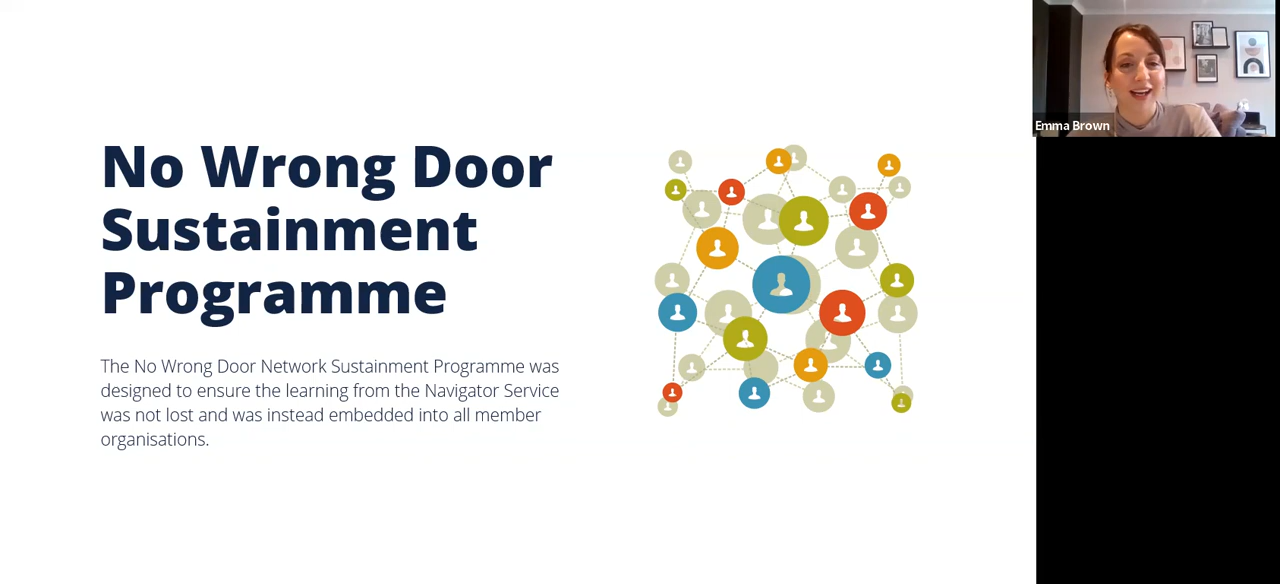 No Wrong Door
Sustainment
Programme
The No Wrong Door Network Sustainment Programme was
designed to ensure the learning from the Navigator Service
was not lost and was instead embedded into all member
organisations.
Emma Brown